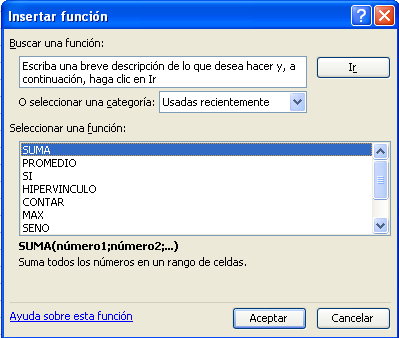 Insertar función
Buscar una función:
Escriba una breve descripción de lo que desea hacer y, a
continuación, haga clic en Ir
Ir
O seleccionar una categoría: Usadas recientemente
Seleccionar una función:
SUMA
PROMEDIO
SI
HIPERVINCULO
CONTAR
MAX
SENO
SUMA(número1;número2;...)
Suma todos los números en un rango de celdas.
Ayuda sobre esta función
Aceptar
Cancelar